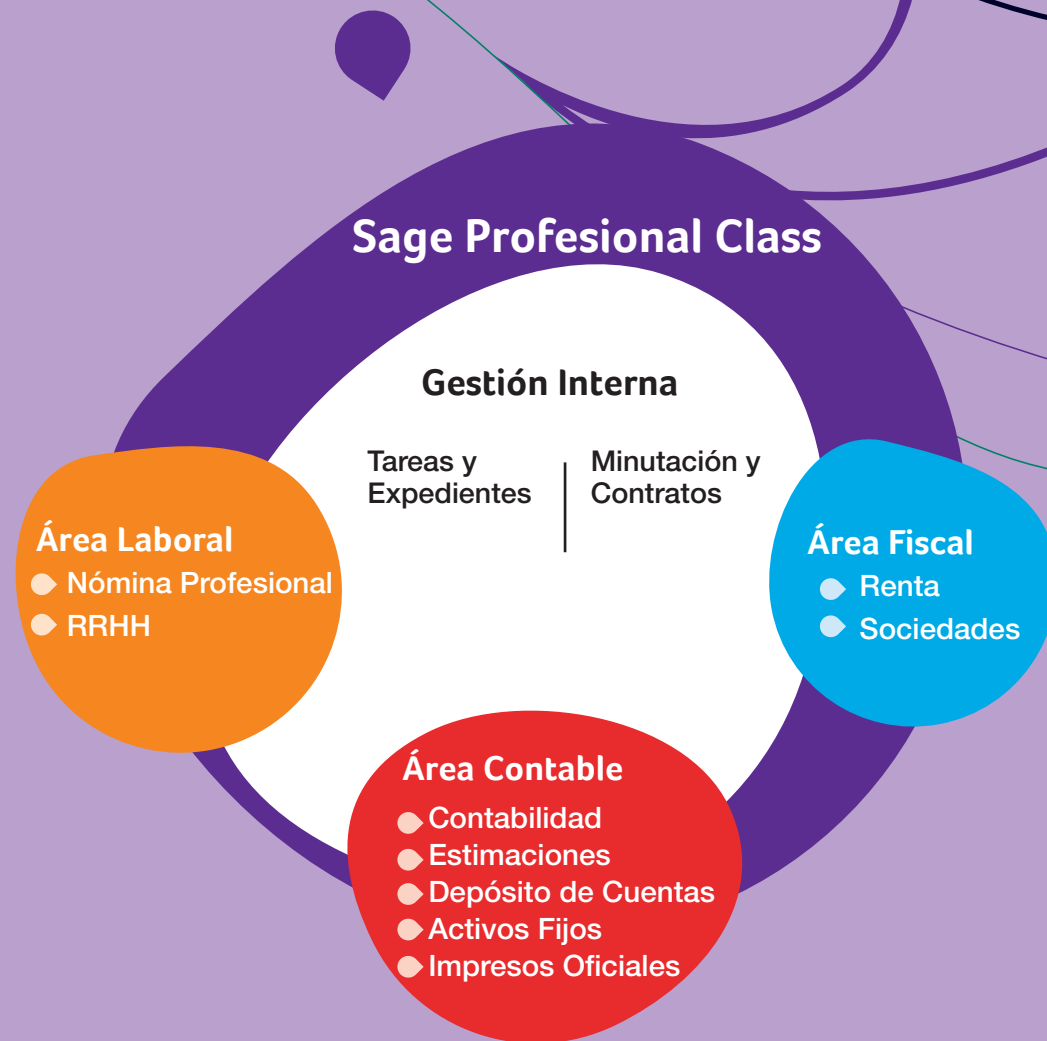 Sage Profesional Class
Gestión Interna
Tareas y
Expedientes
Minutación y
Contratos
Área Laboral
Nómina Profesional
RRHH
Área Fiscal
Renta
Sociedades
Área Contable
Contabilidad
Estimaciones
Depósito de Cuentas
Activos Fijos
Impresos Oficiales